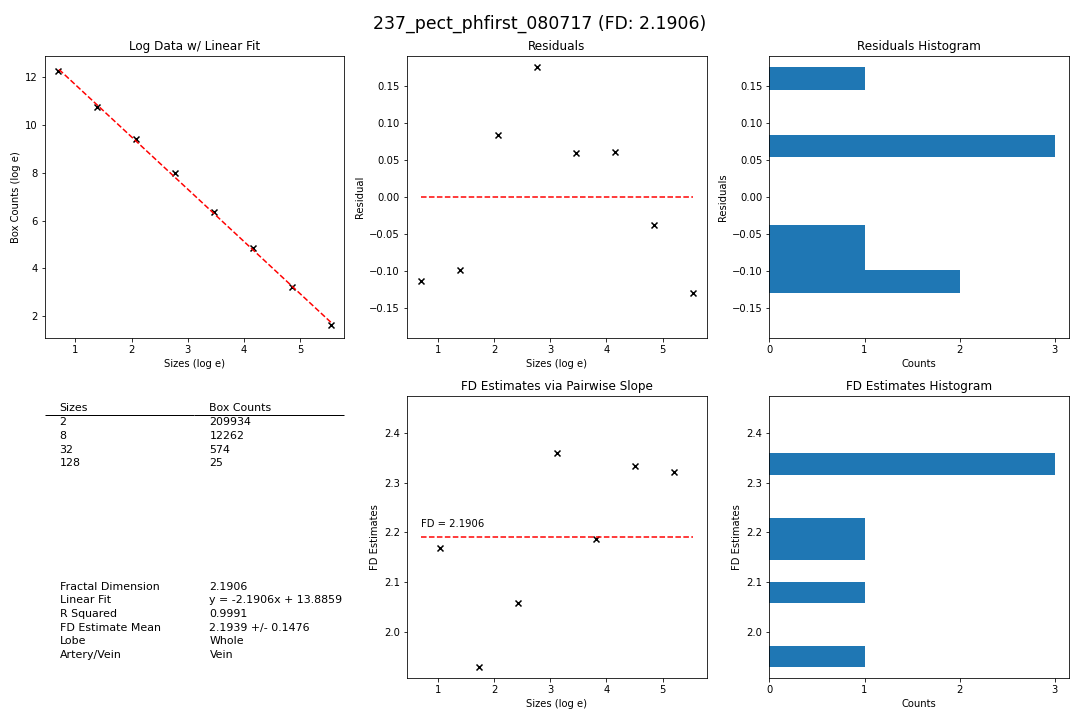 237_pect_phfirst_080717 (FD: 2.1906)
Log Data w/ Linear Fit
Box Counts (log e)
12
10
8
6
4
2
1 2 3 4 5
Sizes (log e)
Residuals
Residual
0.15
0.10
0.05
0.00
−0.05
−0.10
−0.15
1 2 3 4 5
Sizes (log e)
Residuals Histogram
Residuals
0.15
0.10
0.05
0.00
−0.05
−0.10
−0.15
0 1 2 3
Counts
Sizes Box Counts
2 209934
8 12262
32 574
128 25
Fractal Dimension 2.1906
Linear Fit y = -2.1906x + 13.8859
R Squared 0.9991
FD Estimate Mean 2.1939 +/- 0.1476
Lobe Whole
Artery/Vein Vein
FD Estimates via Pairwise Slope
FD Estimates
2.4
2.3
2.2
2.1
2.0
FD = 2.1906
1 2 3 4 5
Sizes (log e)
FD Estimates Histogram
FD Estimates
2.4
2.3
2.2
2.1
2.0
0 1 2 3
Counts